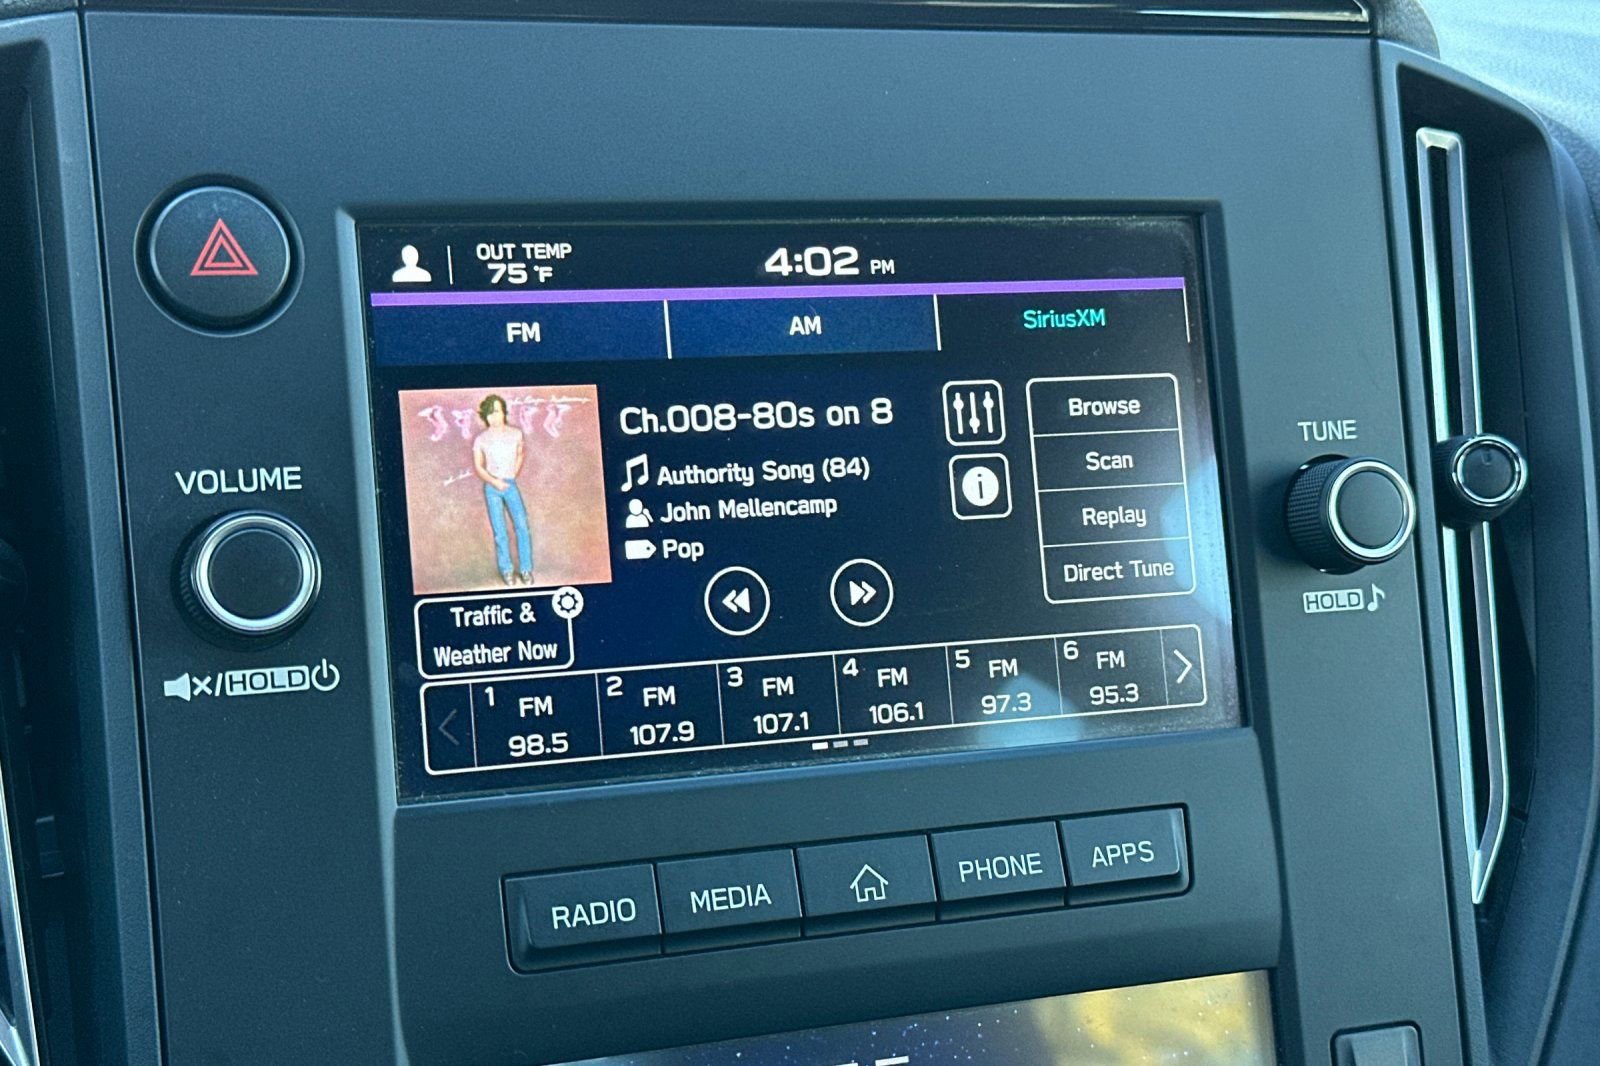 OUT TEMP
75 °F
4:02 PM
FM
AM
SiriusXM
Ch.008-80s on 8
Authority Song (84)
John Mellencamp
Pop
Browse
Scan
Replay
Direct Tune
Traffic &
Weather Now
1 FM
98.5
2 FM
107.9
3 FM
107.1
4 FM
106.1
5 FM
97.3
6 FM
95.3
VOLUME
/HOLD
TUNE
HOLD
RADIO
MEDIA
PHONE
APPS